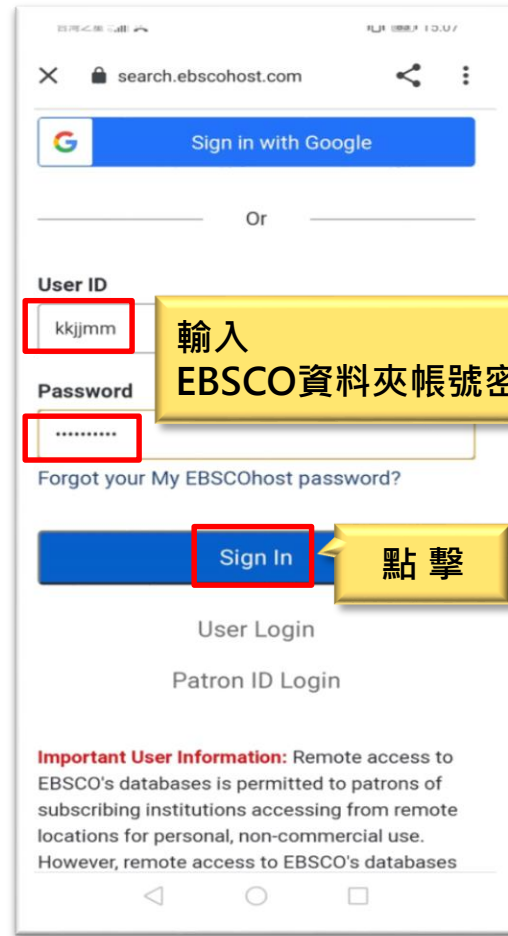 15:07
search.ebscohost.com
Sign in with Google
Or
User ID
kkjjmm
輸入
EBSCO資料夾帳號密
Password
••••••••••
Forgot your My EBSCOhost password?
Sign In
點擊
User Login
Patron ID Login
Important User Information: Remote access to
EBSCO's databases is permitted to patrons of
subscribing institutions accessing from remote
locations for personal, non-commercial use.
However, remote access to EBSCO's databases